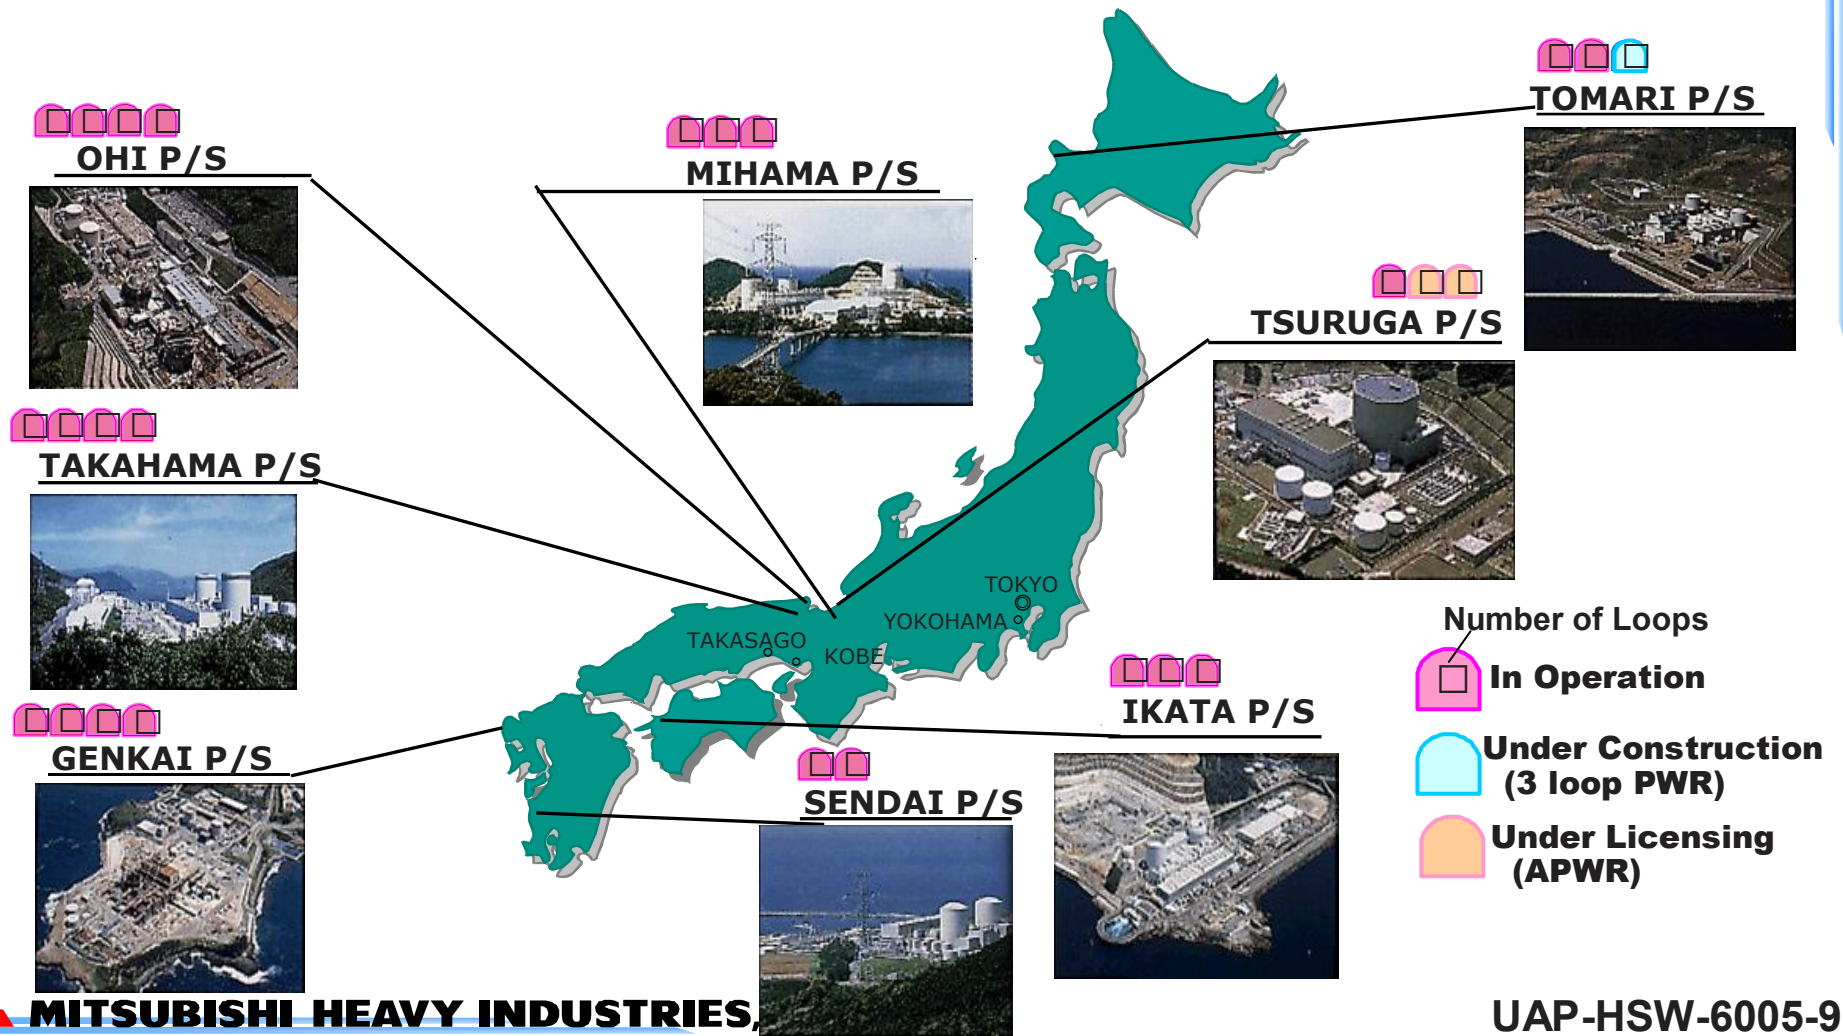 TOMARI P/S
OHI P/S
MIHAMA P/S
TSURUGA P/S
TAKAHAMA P/S
TOKYO
YOKOHAMA
TAKASAGO
KOBE
Number of Loops
In Operation
IKATA P/S
GENKAI P/S
Under Construction
(3 loop PWR)
SENDAI P/S
Under Licensing
(APWR)
MITSUBISHI HEAVY INDUSTRIES,
UAP-HSW-6005-9